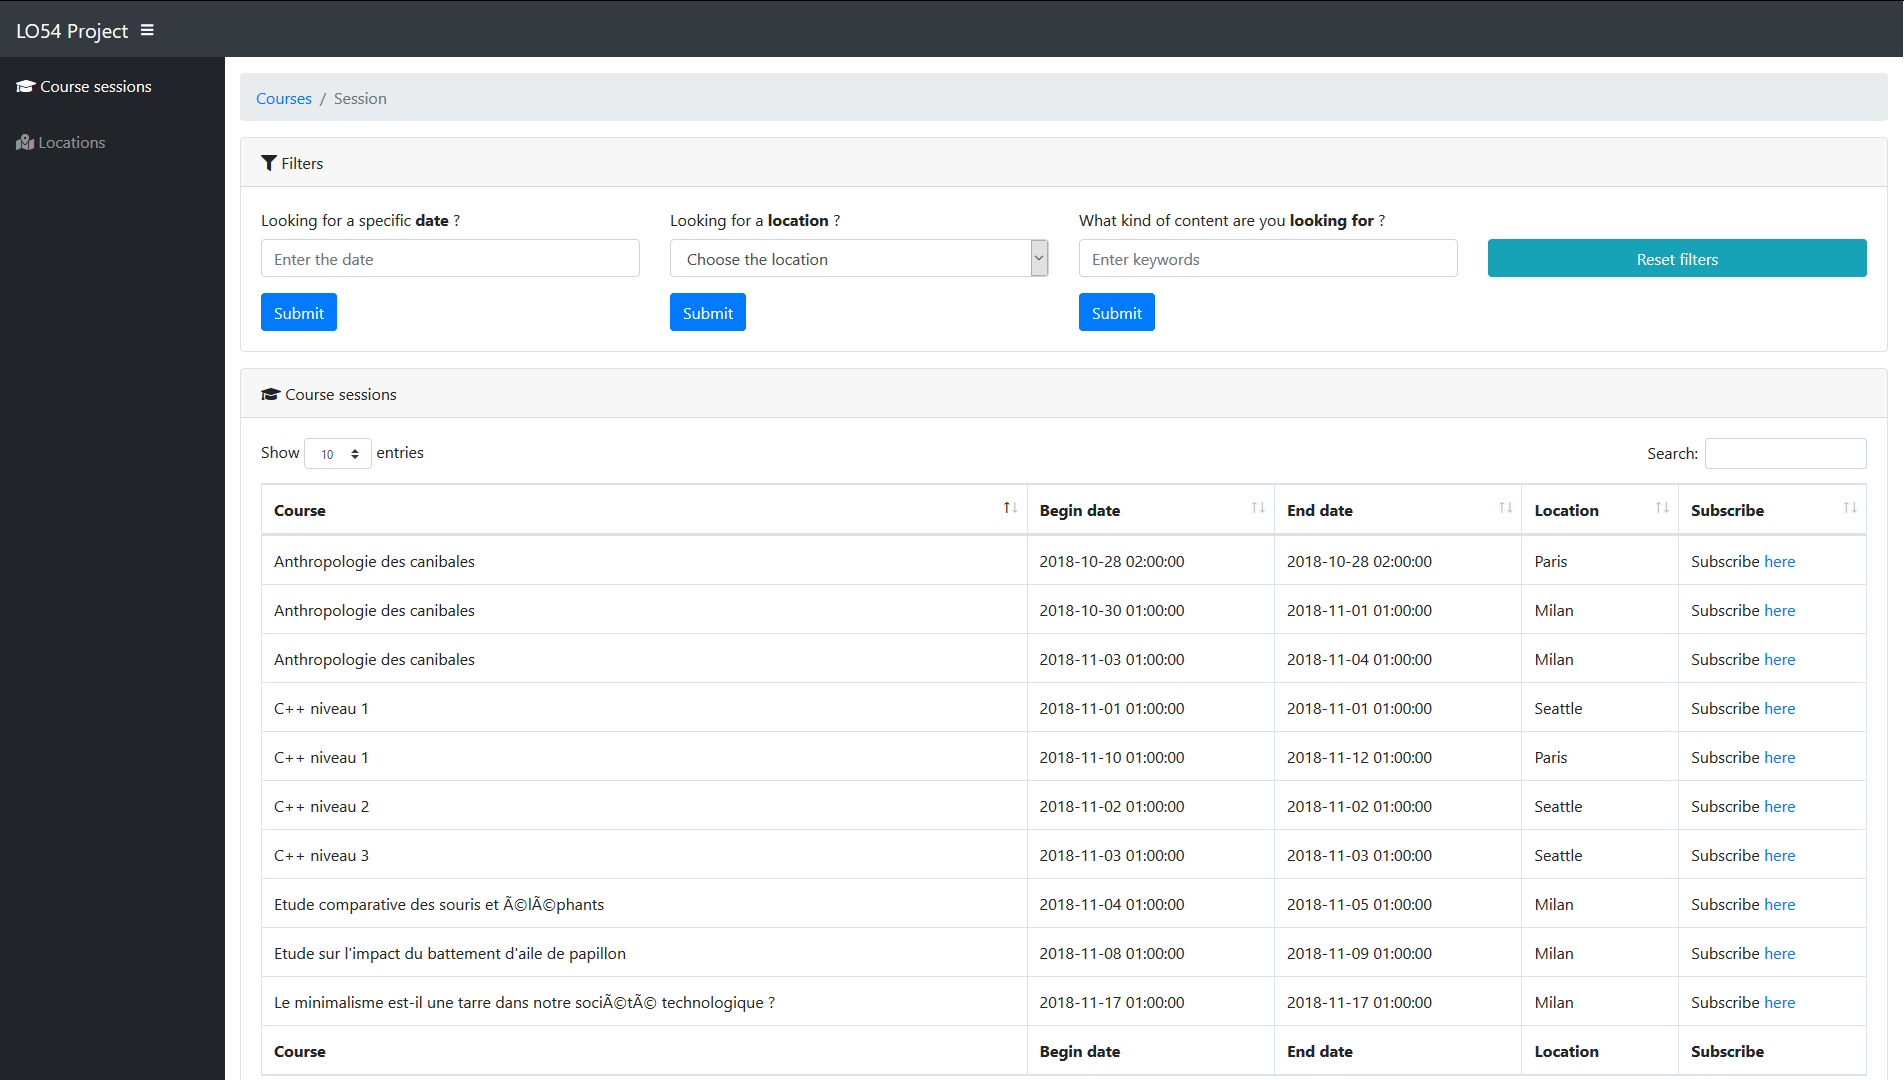 LO54 Project
Course sessions
Locations
Courses / Session
Filters
Looking for a specific date ?
Enter the date
Submit
Looking for a location ?
Choose the location
Submit
What kind of content are you looking for ?
Enter keywords
Submit
Reset filters
Course sessions
Show 10 entries
Search:
Course Begin date End date Location Subscribe
Anthropologie des canibales 2018-10-28 02:00:00 2018-10-28 02:00:00 Paris Subscribe here
Anthropologie des canibales 2018-10-30 01:00:00 2018-11-01 01:00:00 Milan Subscribe here
Anthropologie des canibales 2018-11-03 01:00:00 2018-11-04 01:00:00 Milan Subscribe here
C++ niveau 1 2018-11-01 01:00:00 2018-11-01 01:00:00 Seattle Subscribe here
C++ niveau 1 2018-11-10 01:00:00 2018-11-12 01:00:00 Paris Subscribe here
C++ niveau 2 2018-11-02 01:00:00 2018-11-02 01:00:00 Seattle Subscribe here
C++ niveau 3 2018-11-03 01:00:00 2018-11-03 01:00:00 Seattle Subscribe here
Etude comparative des souris et Ã©lÃ©phants 2018-11-04 01:00:00 2018-11-05 01:00:00 Milan Subscribe here
Etude sur l'impact du battement d'aile de papillon 2018-11-08 01:00:00 2018-11-09 01:00:00 Milan Subscribe here
Le minimalisme est-il une tarre dans notre sociÃ©tÃ© technologique ? 2018-11-17 01:00:00 2018-11-17 01:00:00 Milan Subscribe here
Course Begin date End date Location Subscribe